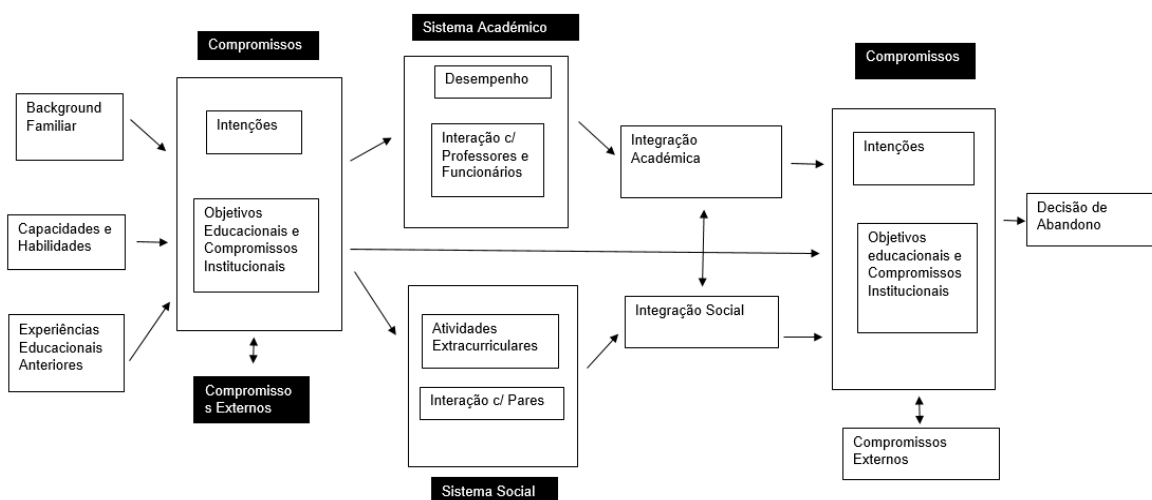 Compromissos
Sistema Académico
Compromissos
Background
Familiar
Capacidades e
Habilidades
Experiências
Educacionais
Anteriores
Intenções
Objetivos
Educacionais e
Compromissos
Institucionais
Compromisso
s Externos
Desempenho
Interação c/
Professores e
Funcionários
Atividades
Extracurriculares
Interação c/ Pares
Sistema Social
Integração
Académica
Integração Social
Intenções
Objetivos
educacionais e
Compromissos
Institucionais
Compromissos
Externos
Decisão de
Abandono